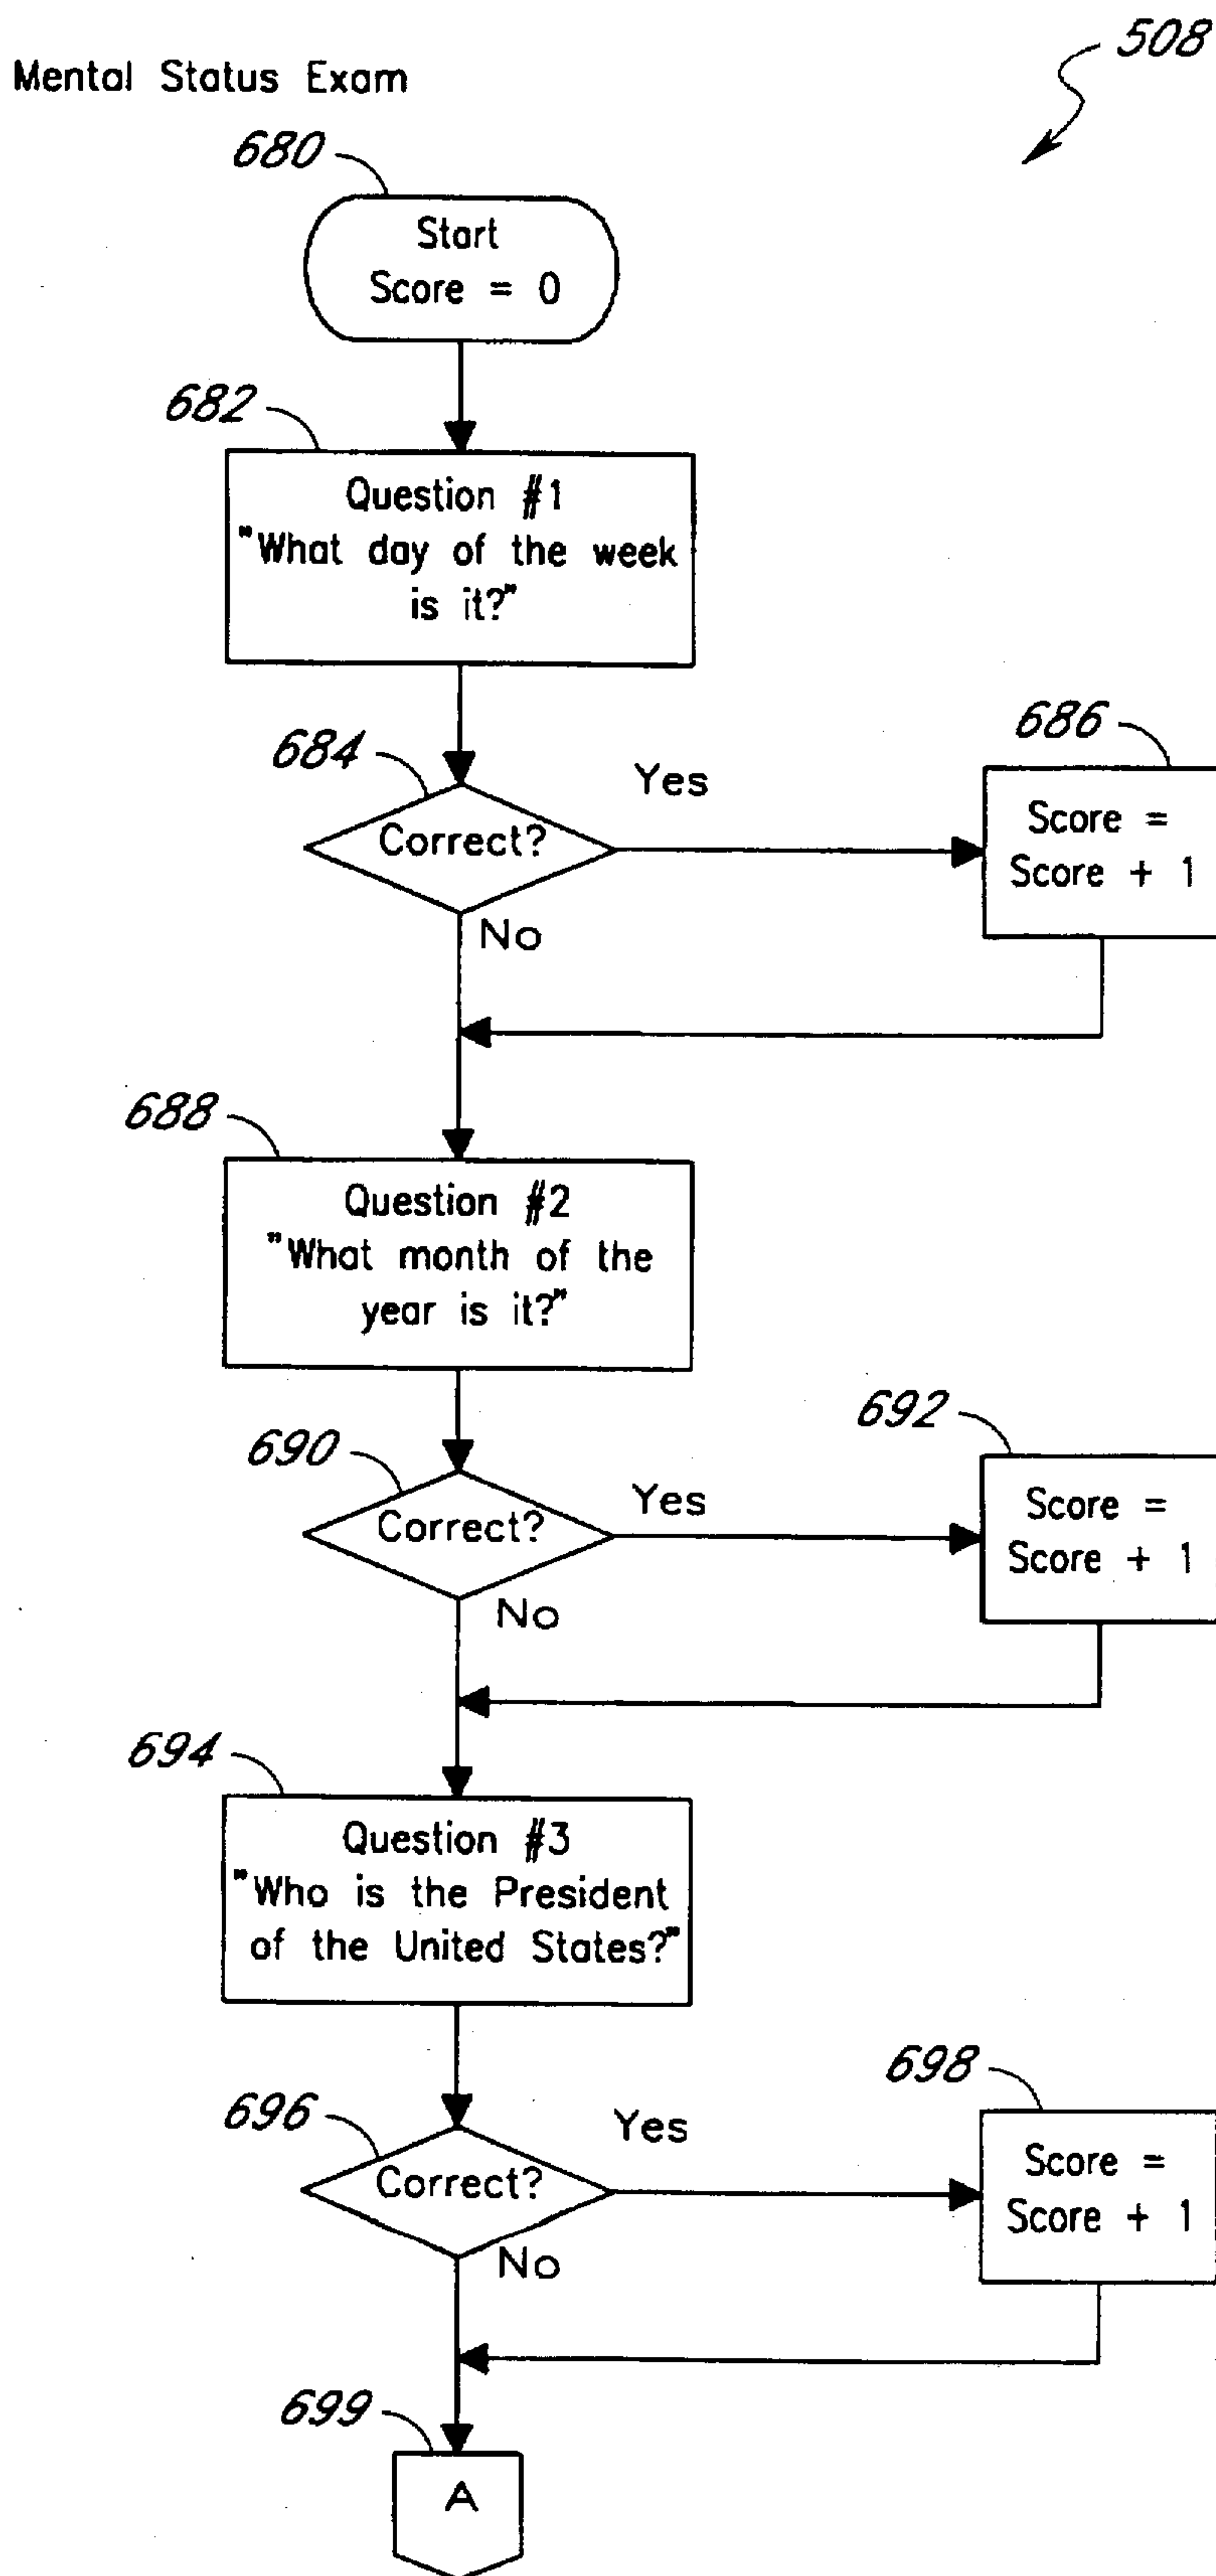 508
Mental Status Exam
680
Start
Score = 0
682
Question #1
"What day of the week
is it?"
684
Correct?
Yes
No
686
Score =
Score + 1
688
Question #2
"What month of the
year is it?"
690
Correct?
Yes
No
692
Score =
Score + 1
694
Question #3
"Who is the President
of the United States?"
696
Correct?
Yes
No
698
Score =
Score + 1
699
A